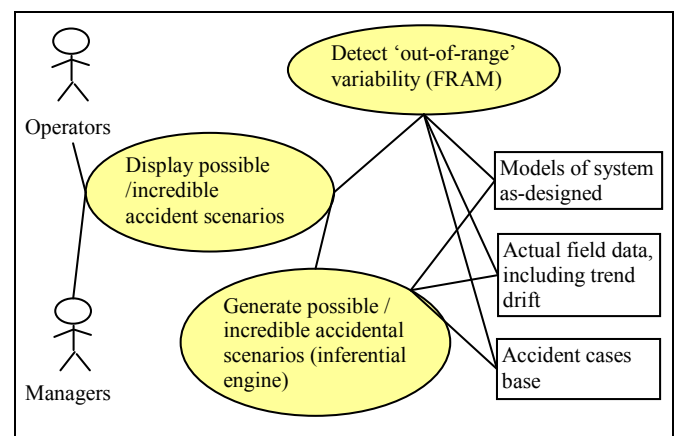 Detect ‘out-of-range’
variability (FRAM)
Operators
Display possible
/incredible
accident scenarios
Models of system
as-designed
Actual field data,
including trend
drift
Generate possible /
incredible accidental
scenarios (inferential
engine)
Accident cases
base
Managers